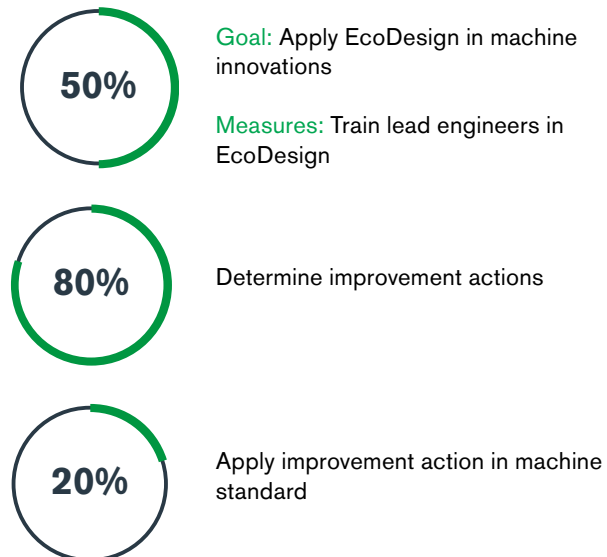 50%
Goal: Apply EcoDesign in machine
innovations
Measures: Train lead engineers in
EcoDesign
80%
Determine improvement actions
20%
Apply improvement action in machine
standard